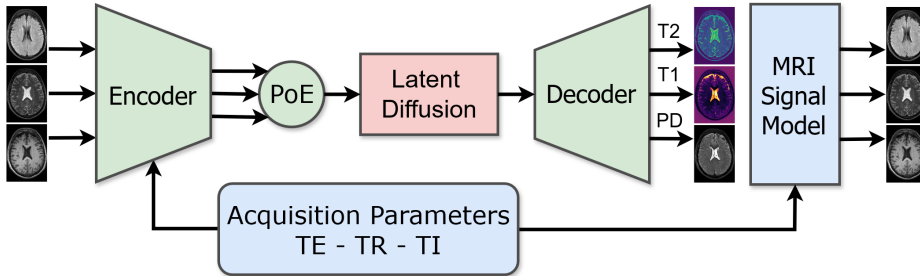 Encoder
PoE
Latent
Diffusion
Decoder
T2
T1
PD
MRI
Signal
Model
Acquisition Parameters
TE - TR - TI